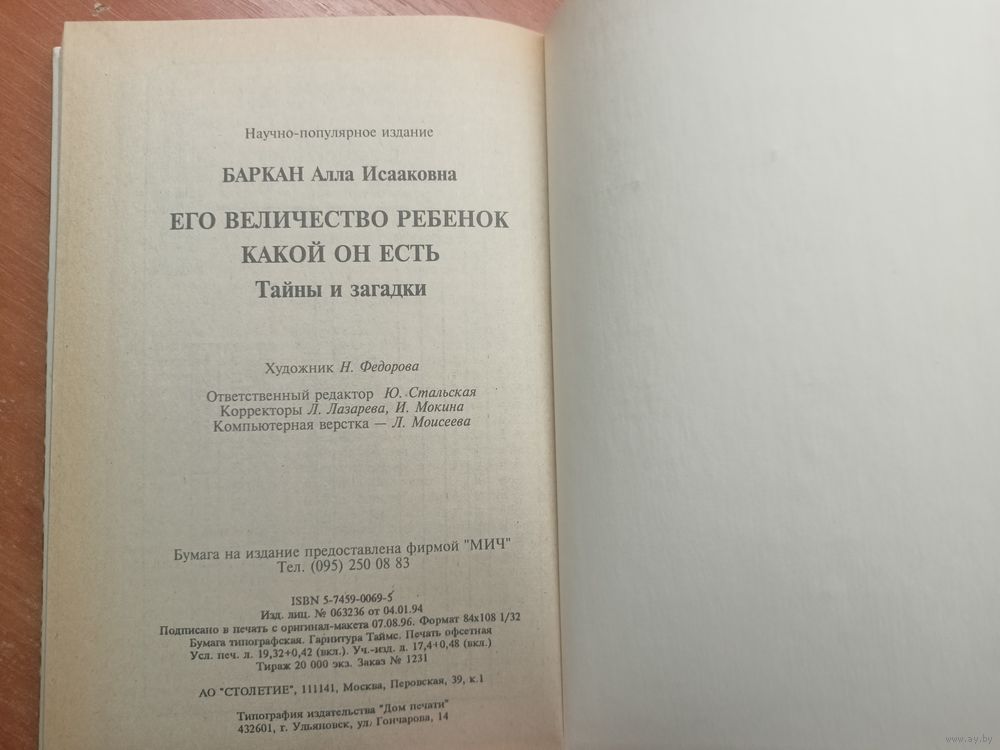 Научно-популярное издание
БАРКАН Алла Исааковна
ЕГО ВЕЛИЧЕСТВО РЕБЕНОК
КАКОЙ ОН ЕСТЬ
Тайны и загадки
Художник Н. Федорова
Ответственный редактор Ю. Стальская
Корректоры Л. Лазарева, И. Мокина
Компьютерная верстка — Л. Моисеева
Бумага на издание предоставлена фирмой "МИЧ"
Тел. (095) 250 08 83
ISBN 5-7459-0069-5
Изд. лиц. № 063236 от 04.01.94
Подписано в печать с оригинал-макета 07.08.96. Формат 84х108 1/32
Бумага типографская. Гарнитура Таймс. Печать офсетная
Усл. печ. л. 19,32+0,42 (вкл.). Уч.-изд. л. 17,4+0,48 (вкл.)
Тираж 20 000 экз. Заказ № 1231
АО "СТОЛЕТИЕ", 111141, Москва, Перовская, 39, к.1
Типография издательства "Дом печати"
432601, г. Ульяновск, ул. Гончарова, 14
www.ay.by